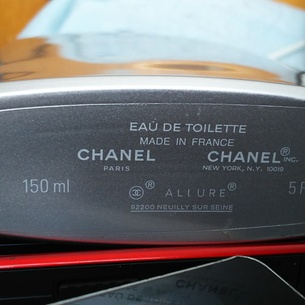 EAU DE TOILETTE
MADE IN FRANCE
CHANEL CHANEL® INC.
PARIS NEW YORK, N.Y. 10019
150 ml ® ALLURE® 5 F
92200 NEUILLY SUR SEINE